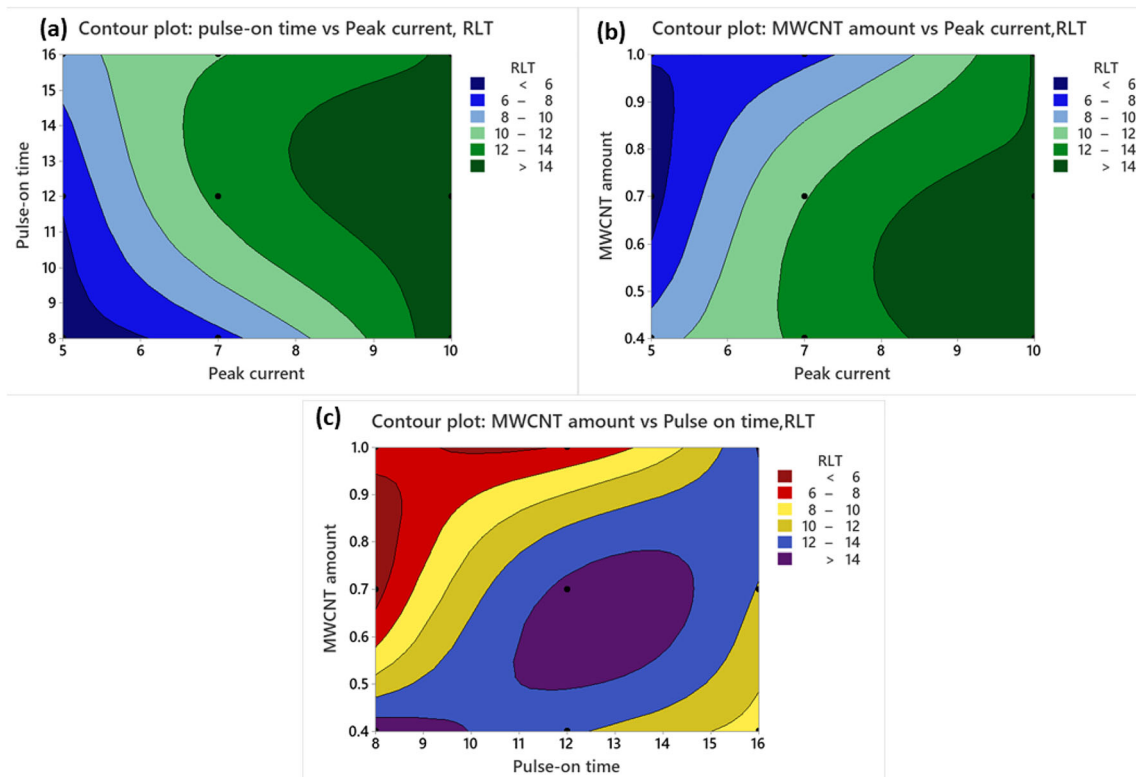 (a) Contour plot: pulse-on time vs Peak current, RLT
16
15
14
13
12
11
10
9
8
Pulse-on time
5 6 7 8 9 10
Peak current
RLT
< 6
6 – 8
8 – 10
10 – 12
12 – 14
> 14
(b) Contour plot: MWCNT amount vs Peak current,RLT
1.0
0.9
0.8
0.7
0.6
0.5
0.4
MWCNT amount
5 6 7 8 9 10
Peak current
RLT
< 6
6 – 8
8 – 10
10 – 12
12 – 14
> 14
(c) Contour plot: MWCNT amount vs Pulse on time,RLT
1.0
0.9
0.8
0.7
0.6
0.5
0.4
MWCNT amount
8 9 10 11 12 13 14 15 16
Pulse-on time
RLT
< 6
6 – 8
8 – 10
10 – 12
12 – 14
> 14